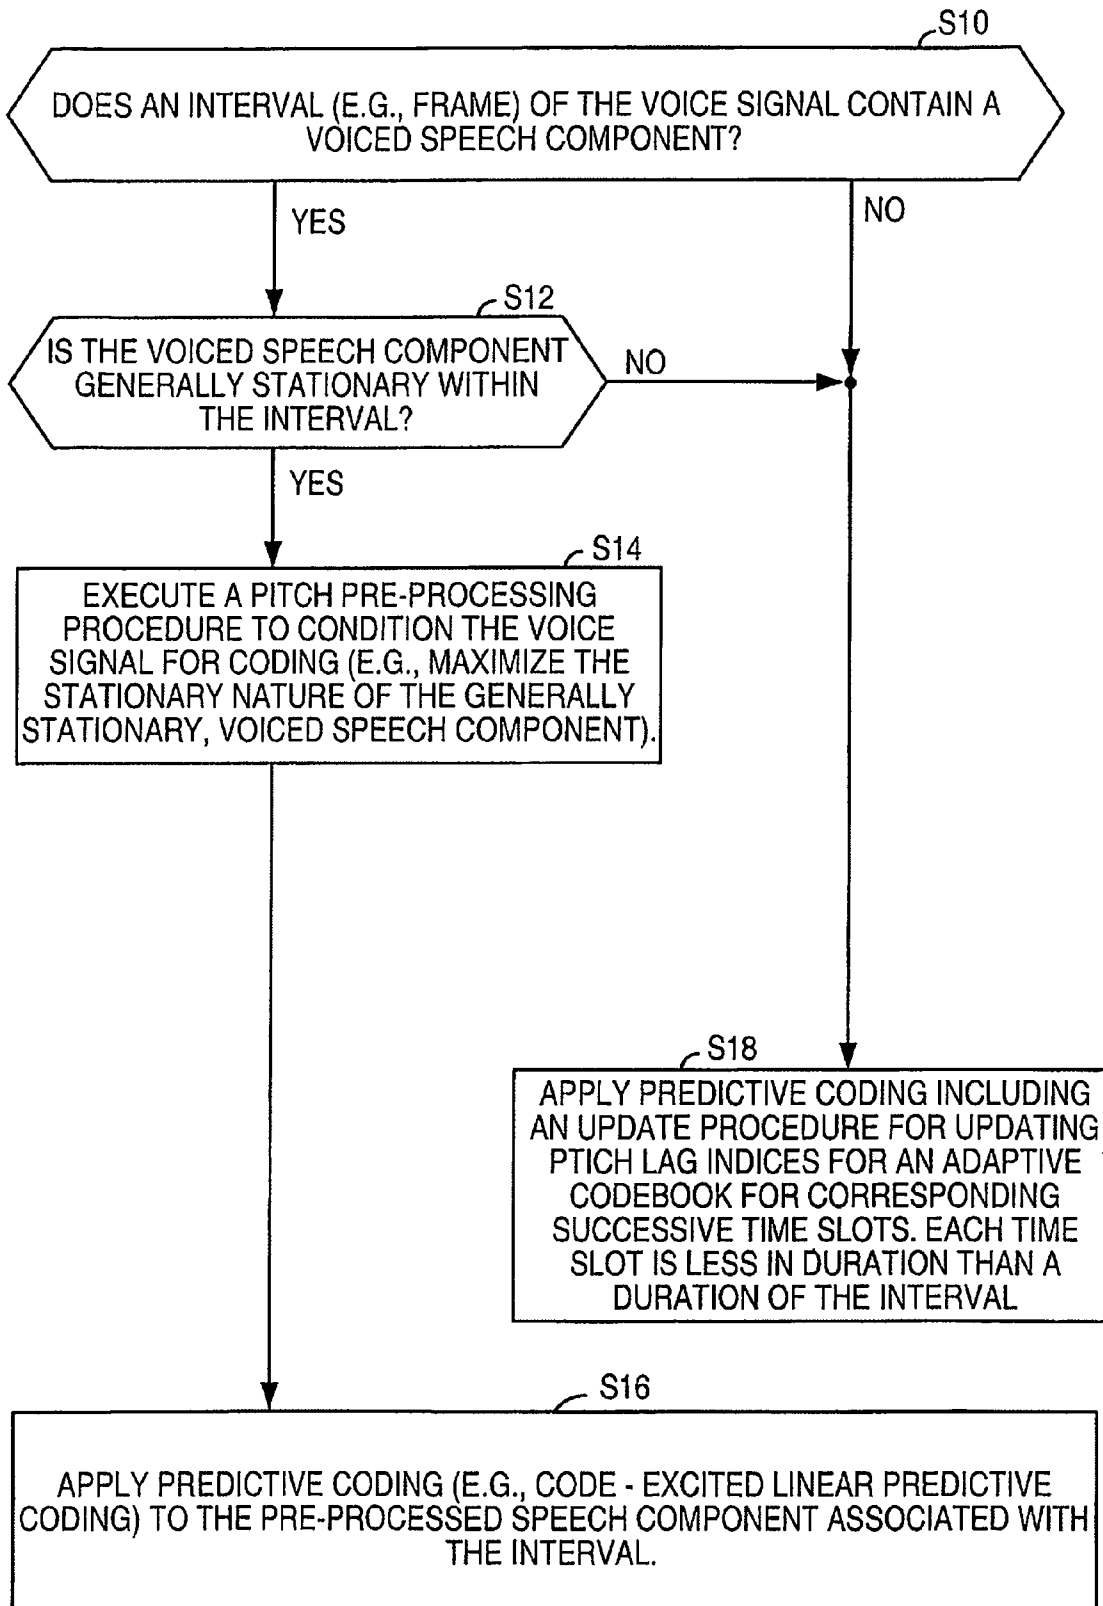 S10
DOES AN INTERVAL (E.G., FRAME) OF THE VOICE SIGNAL CONTAIN A
VOICED SPEECH COMPONENT?
YES
NO
S12
IS THE VOICED SPEECH COMPONENT
GENERALLY STATIONARY WITHIN
THE INTERVAL?
NO
YES
S14
EXECUTE A PITCH PRE-PROCESSING
PROCEDURE TO CONDITION THE VOICE
SIGNAL FOR CODING (E.G., MAXIMIZE THE
STATIONARY NATURE OF THE GENERALLY
STATIONARY, VOICED SPEECH COMPONENT).
S18
APPLY PREDICTIVE CODING INCLUDING
AN UPDATE PROCEDURE FOR UPDATING
PTICH LAG INDICES FOR AN ADAPTIVE
CODEBOOK FOR CORRESPONDING
SUCCESSIVE TIME SLOTS. EACH TIME
SLOT IS LESS IN DURATION THAN A
DURATION OF THE INTERVAL
S16
APPLY PREDICTIVE CODING (E.G., CODE - EXCITED LINEAR PREDICTIVE
CODING) TO THE PRE-PROCESSED SPEECH COMPONENT ASSOCIATED WITH
THE INTERVAL.